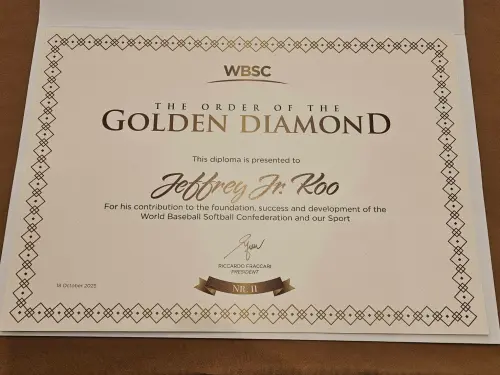 WBSC
THE ORDER OF THE
GOLDEN DIAMOND
This diploma is presented to
Jeffrey Jr. Koo
For his contribution to the foundation, success and development of the
World Baseball Softball Confederation and our Sport
RICCARDO FRACCARI
PRESIDENT
18 October 2025
NR. 11